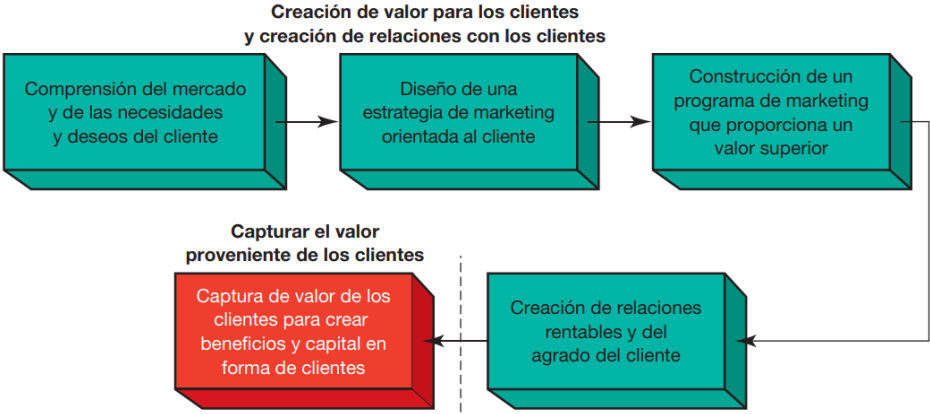 Creación de valor para los clientes
y creación de relaciones con los clientes
Comprensión del mercado
y de las necesidades
y deseos del cliente
Diseño de una
estrategia de marketing
orientada al cliente
Construcción de un
programa de marketing
que proporciona un
valor superior
Capturar el valor
proveniente de los clientes
Captura de valor de los
clientes para crear
beneficios y capital en
forma de clientes
Creación de relaciones
rentables y del
agrado del cliente